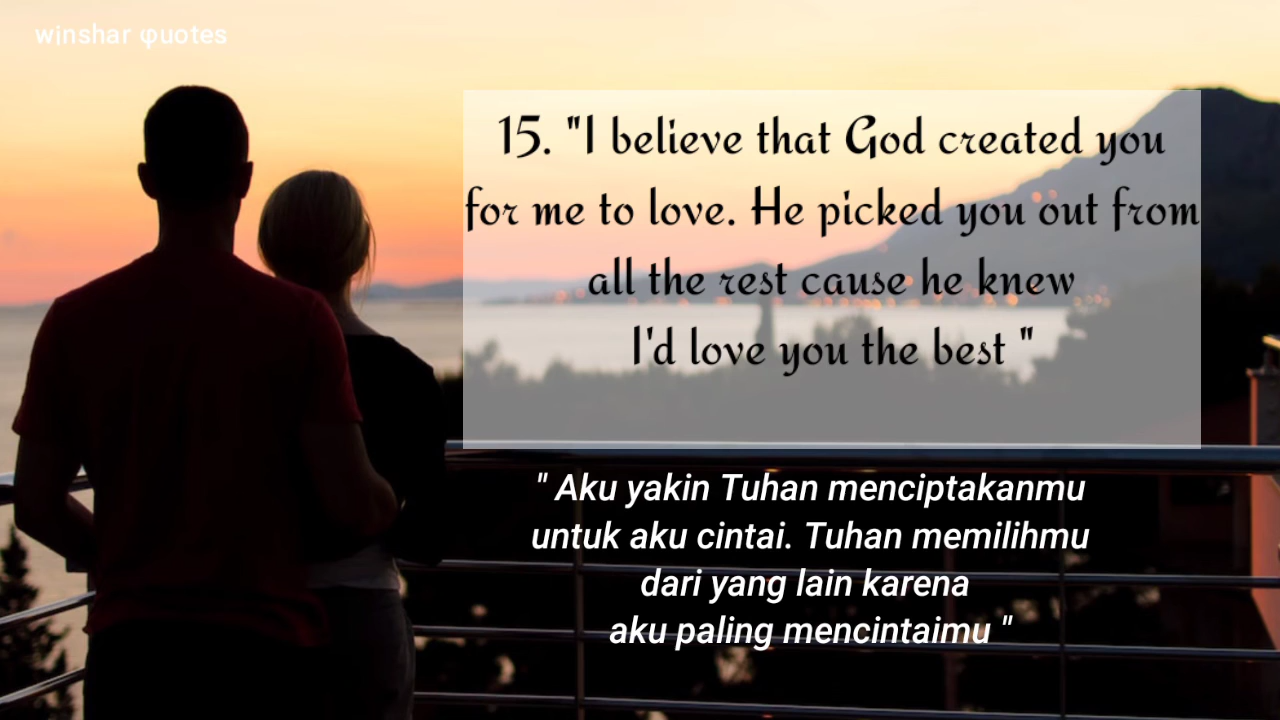 winshar quotes
15. "I believe that God created you
for me to love. He picked you out from
all the rest cause he knew
I'd love you the best "
" Aku yakin Tuhan menciptakanmu
untuk aku cintai. Tuhan memilihmu
dari yang lain karena
aku paling mencintaimu "